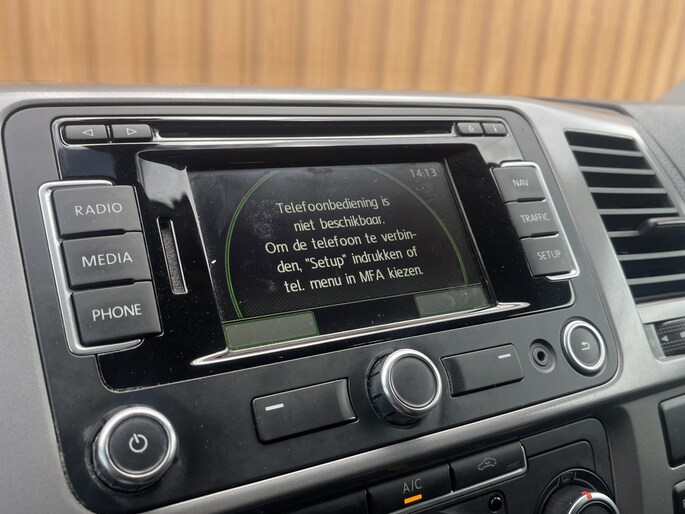 14:13
RADIO
MEDIA
PHONE
Telefoonbediening is
niet beschikbaar.
Om de telefoon te verbin-
den, "Setup" indrukken of
tel. menu in MFA kiezen.
NAV
TRAFFIC
SETUP
A/C